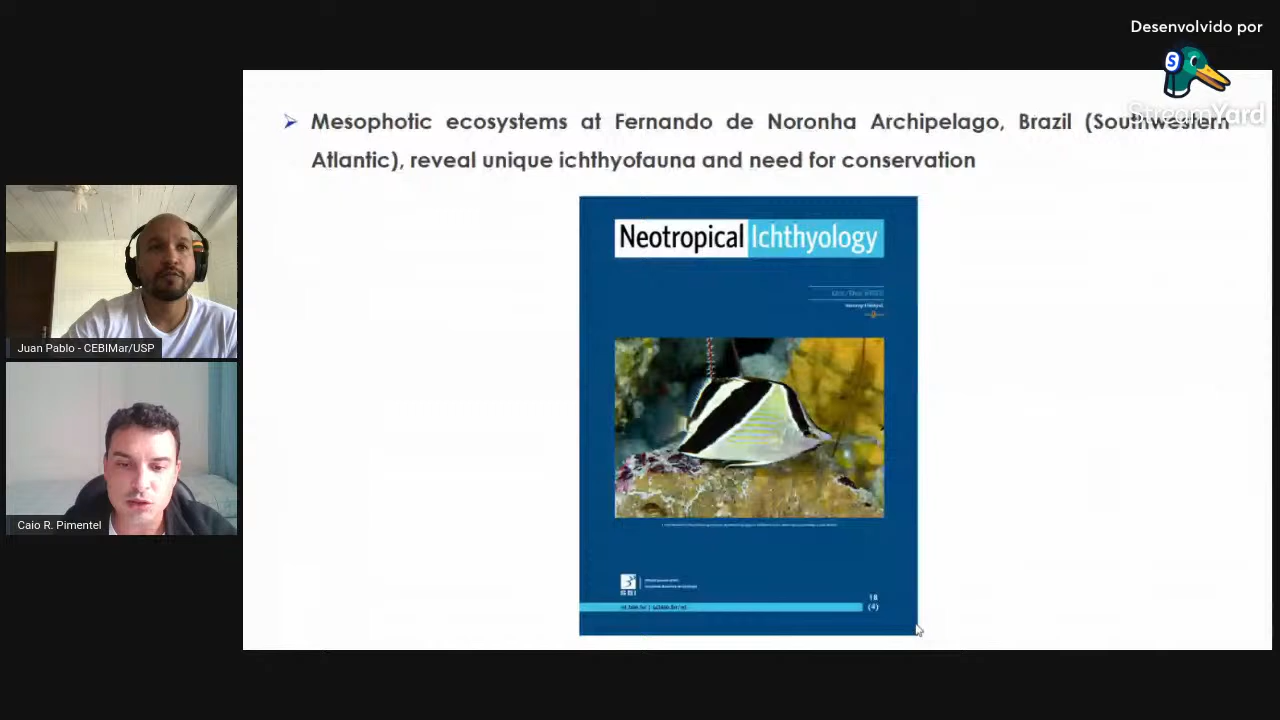 Desenvolvido por
StreamYard
Mesophotic ecosystems at Fernando de Noronha Archipelago, Brazil (Southwestern
Atlantic), reveal unique ichthyofauna and need for conservation
Neotropical Ichthyology
Juan Pablo - CEBIMar/USP
Caio R. Pimentel
SBI
18
(4)